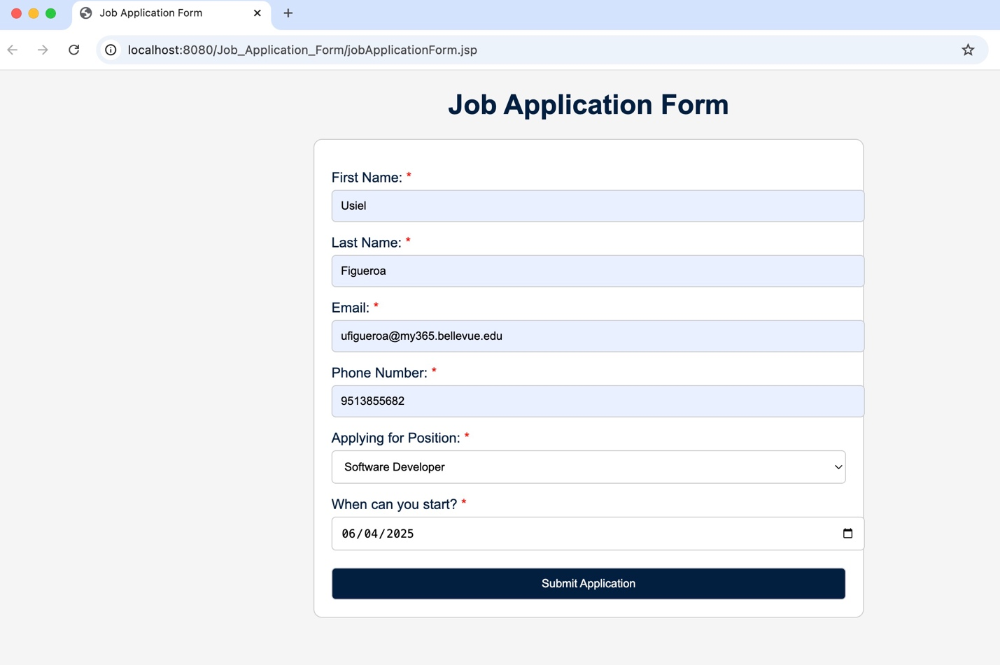 Job Application Form
localhost:8080/Job_Application_Form/jobApplicationForm.jsp
Job Application Form
First Name: *
Usiel
Last Name: *
Figueroa
Email: *
ufigueroa@my365.bellevue.edu
Phone Number: *
9513855682
Applying for Position: *
Software Developer
When can you start? *
06/04/2025
Submit Application